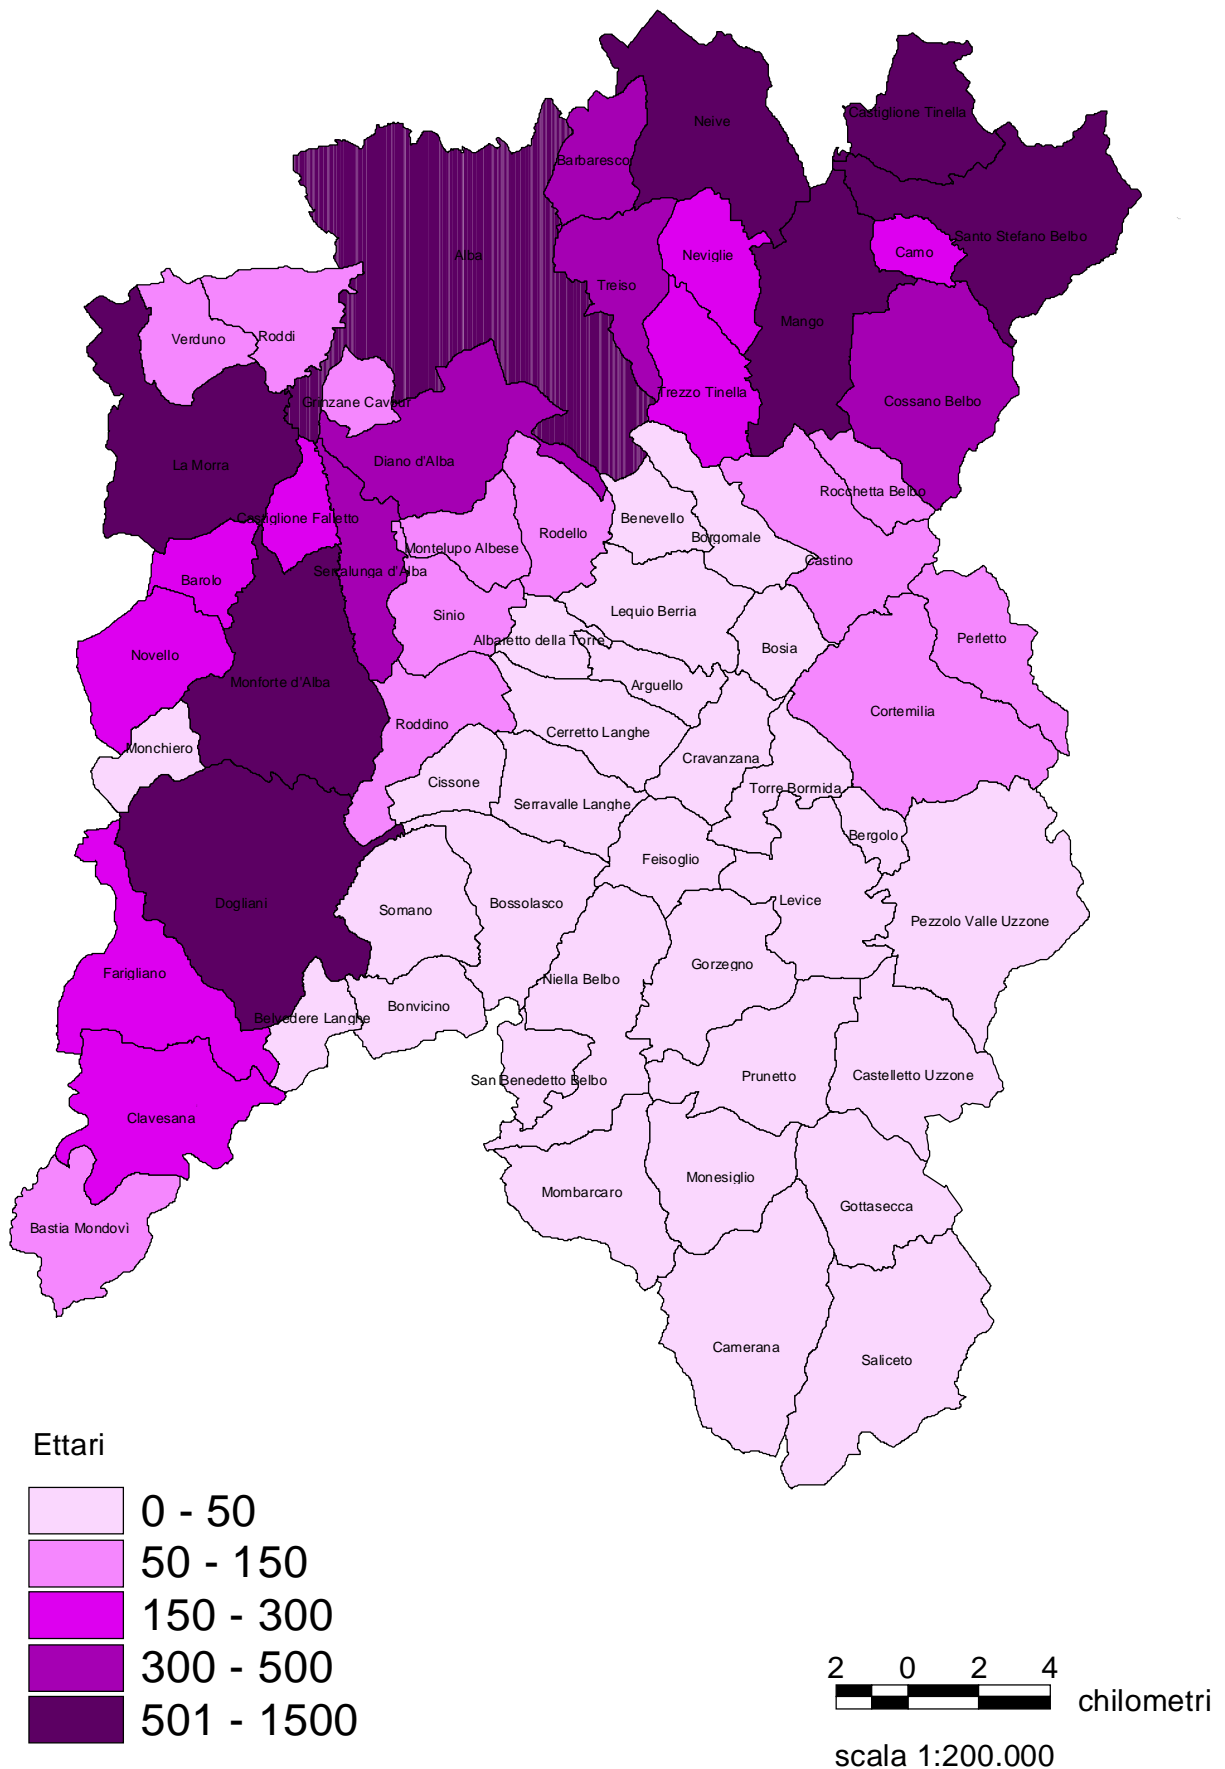 Neive
Castiglione Tinella
Barbaresco
Santo Stefano Belbo
Alba
Neviglie
Camo
Treiso
Mango
Verduno
Roddi
Trezzo Tinella
Cossano Belbo
Grinzane Cavour
La Morra
Diano d'Alba
Rocchetta Belbo
Castiglione Falletto
Benevello
Rodello
Borgomale
Montelupo Albese
Castino
Serralunga d'Alba
Barolo
Lequio Berria
Sinio
Albaretto della Torre
Perletto
Bosia
Novello
Monforte d'Alba
Arguello
Cortemilia
Roddino
Cerretto Langhe
Monchiero
Cravanzana
Cissone
Torre Bormida
Serravalle Langhe
Bergolo
Feisoglio
Dogliani
Somano
Bossolasco
Levice
Pezzolo Valle Uzzone
Gorzegno
Farigliano
Niella Belbo
Bonvicino
Belvedere Langhe
San Benedetto Belbo
Prunetto
Castelletto Uzzone
Clavesana
Monesiglio
Mombarcaro
Gottasecca
Bastia Mondovì
Camerana
Saliceto
Ettari
0 - 50
50 - 150
150 - 300
300 - 500
501 - 1500
2 0 2 4
chilometri
scala 1:200.000